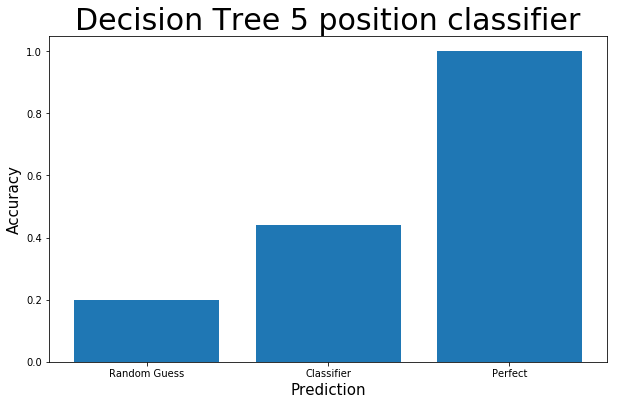 Decision Tree 5 position classifier
1.0
0.8
0.6
0.4
0.2
0.0
Accuracy
Random Guess
Classifier
Perfect
Prediction